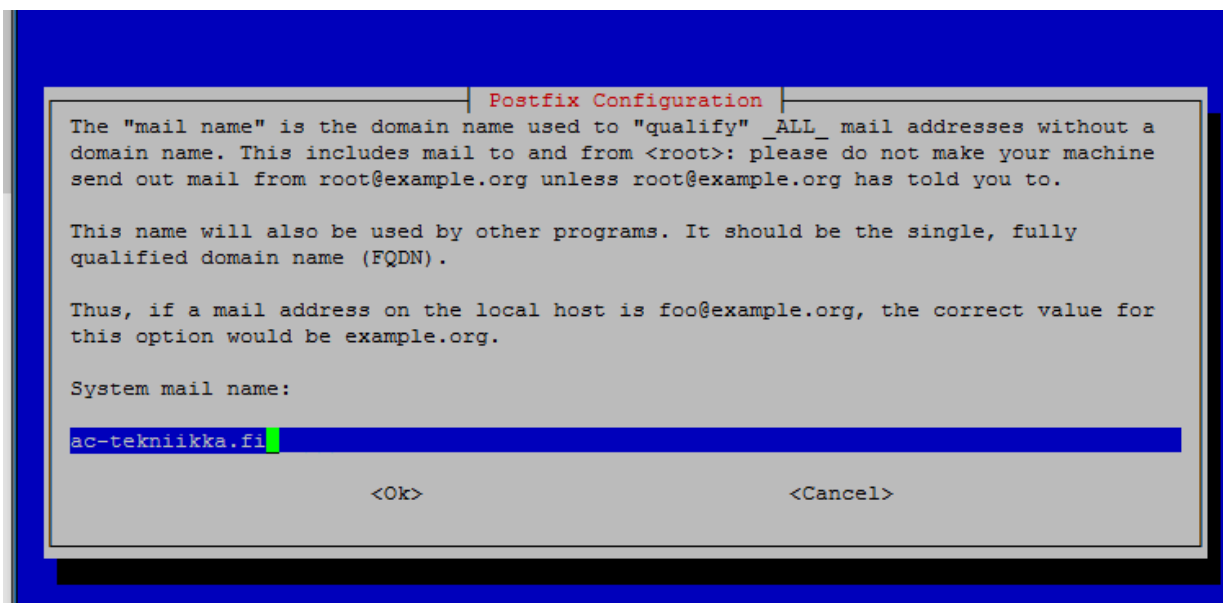 Postfix Configuration
The "mail name" is the domain name used to "qualify" _ALL_ mail addresses without a
domain name. This includes mail to and from <root>: please do not make your machine
send out mail from root@example.org unless root@example.org has told you to.
This name will also be used by other programs. It should be the single, fully
qualified domain name (FQDN).
Thus, if a mail address on the local host is foo@example.org, the correct value for
this option would be example.org.
System mail name:
ac-tekniikka.fi
<Ok> <Cancel>